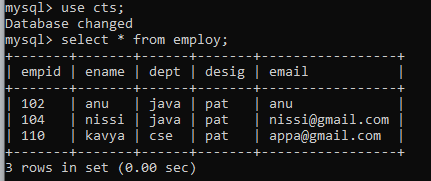 mysql> use cts;
Database changed
mysql> select * from employ;
+-------+-------+------+-------+-----------------+
| empid | ename | dept | desig | email           |
+-------+-------+------+-------+-----------------+
| 102   | anu   | java | pat   | anu             |
| 104   | nissi | java | pat   | nissi@gmail.com |
| 110   | kavya | cse  | pat   | appa@gmail.com  |
+-------+-------+------+-------+-----------------+
3 rows in set (0.00 sec)